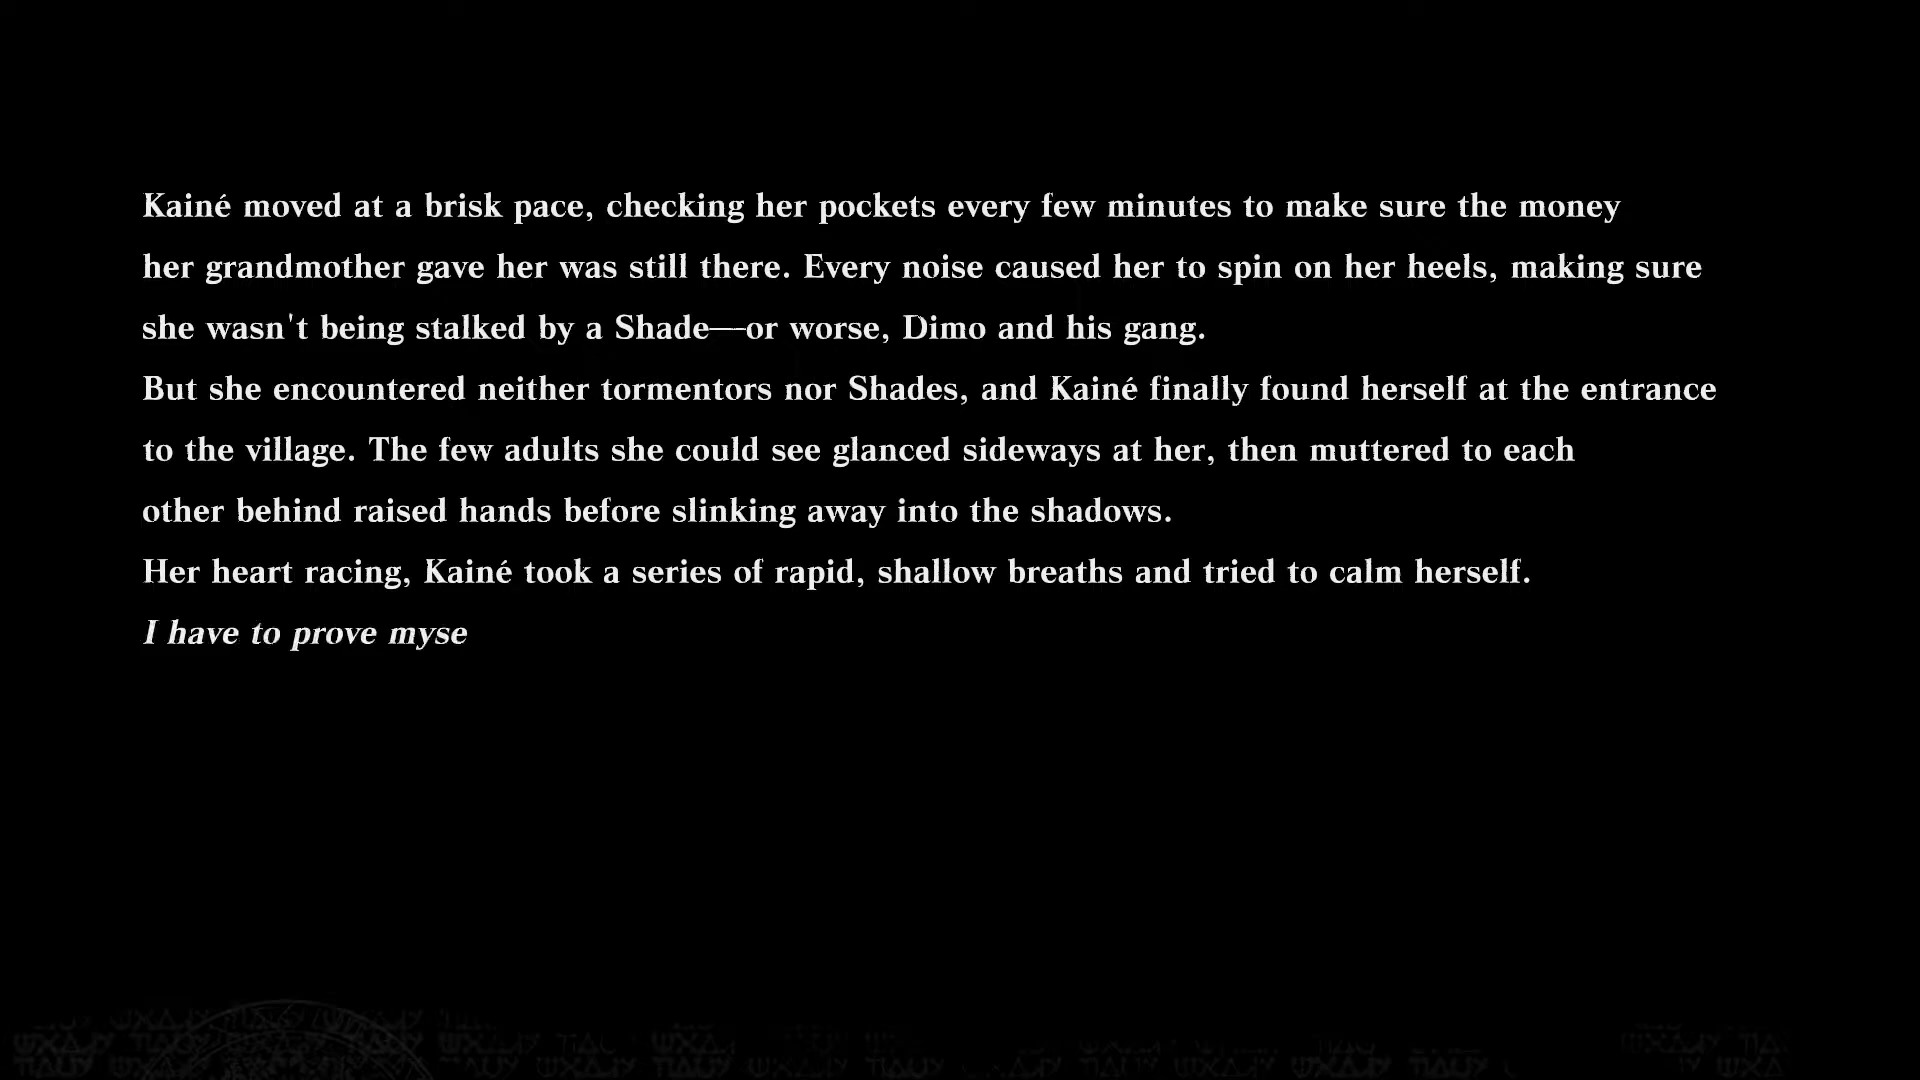 Kainé moved at a brisk pace, checking her pockets every few minutes to make sure the money
her grandmother gave her was still there. Every noise caused her to spin on her heels, making sure
she wasn't being stalked by a Shade—or worse, Dimo and his gang.
But she encountered neither tormentors nor Shades, and Kainé finally found herself at the entrance
to the village. The few adults she could see glanced sideways at her, then muttered to each
other behind raised hands before slinking away into the shadows.
Her heart racing, Kainé took a series of rapid, shallow breaths and tried to calm herself.
I have to prove myse